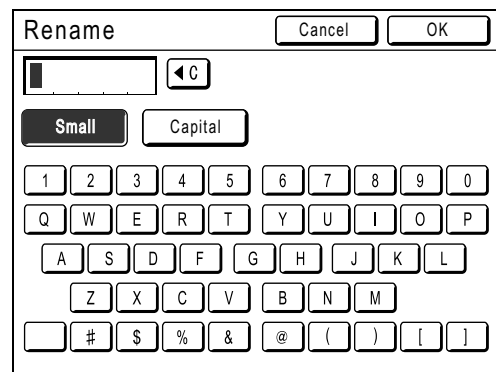 Rename Cancel OK
◀ C
Small Capital
1 2 3 4 5 6 7 8 9 0
Q W E R T Y U I O P
A S D F G H J K L
Z X C V B N M
# $ % & @ ( ) [ ]